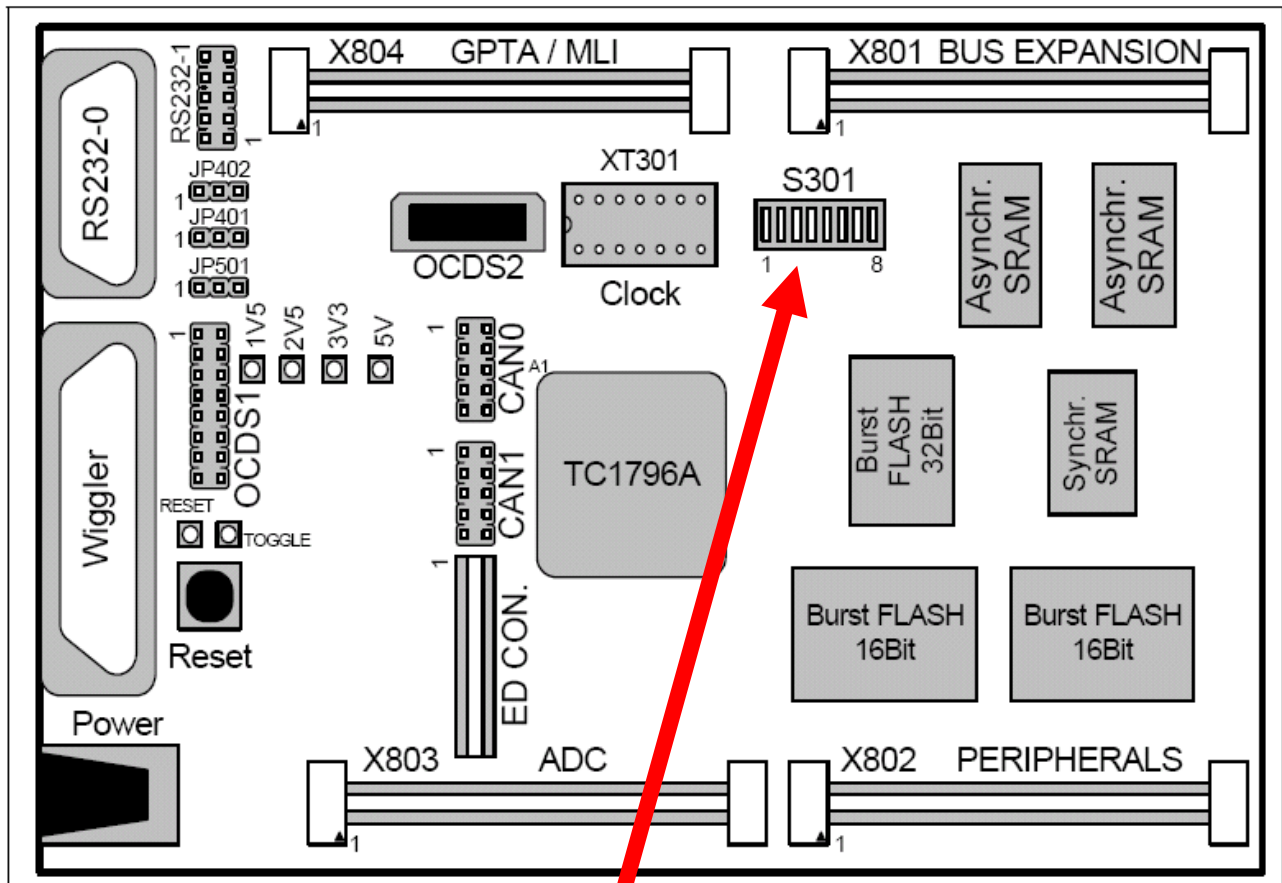 X804 GPTA / MLI
X801 BUS EXPANSION
RS232-0
RS232-1
1
1
1
JP402
1
JP401
1
JP501
1
XT301
S301
1 8
OCDS2
Clock
Asynchr.
SRAM
Asynchr.
SRAM
1V5
2V5
3V3
5V
1
OCDS1
1
CAN0
A1
1
CAN1
TC1796A
Burst
FLASH
32Bit
Synchr.
SRAM
Wiggler
RESET
TOGGLE
Reset
1
ED CON.
Burst FLASH
16Bit
Burst FLASH
16Bit
Power
X803 ADC
1
X802 PERIPHERALS
1